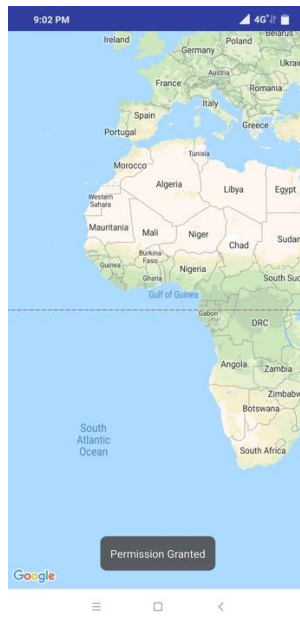 9:02 PM
4G
Ireland
Belarus
Poland
Germany
Ukrai
Austria
France
Romania
Italy
Spain
Greece
Portugal
Tunisia
Morocco
Algeria
Libya
Egypt
Western
Sahara
Mauritania
Mali
Niger
Sudan
Chad
Burkina
Faso
Guinea
Nigeria
Ghana
South Suc
Gulf of Guinea
Gabon
DRC
Angola
Zambia
Zimbabw
Botswana
South
Atlantic
Ocean
South Africa
Permission Granted
Google